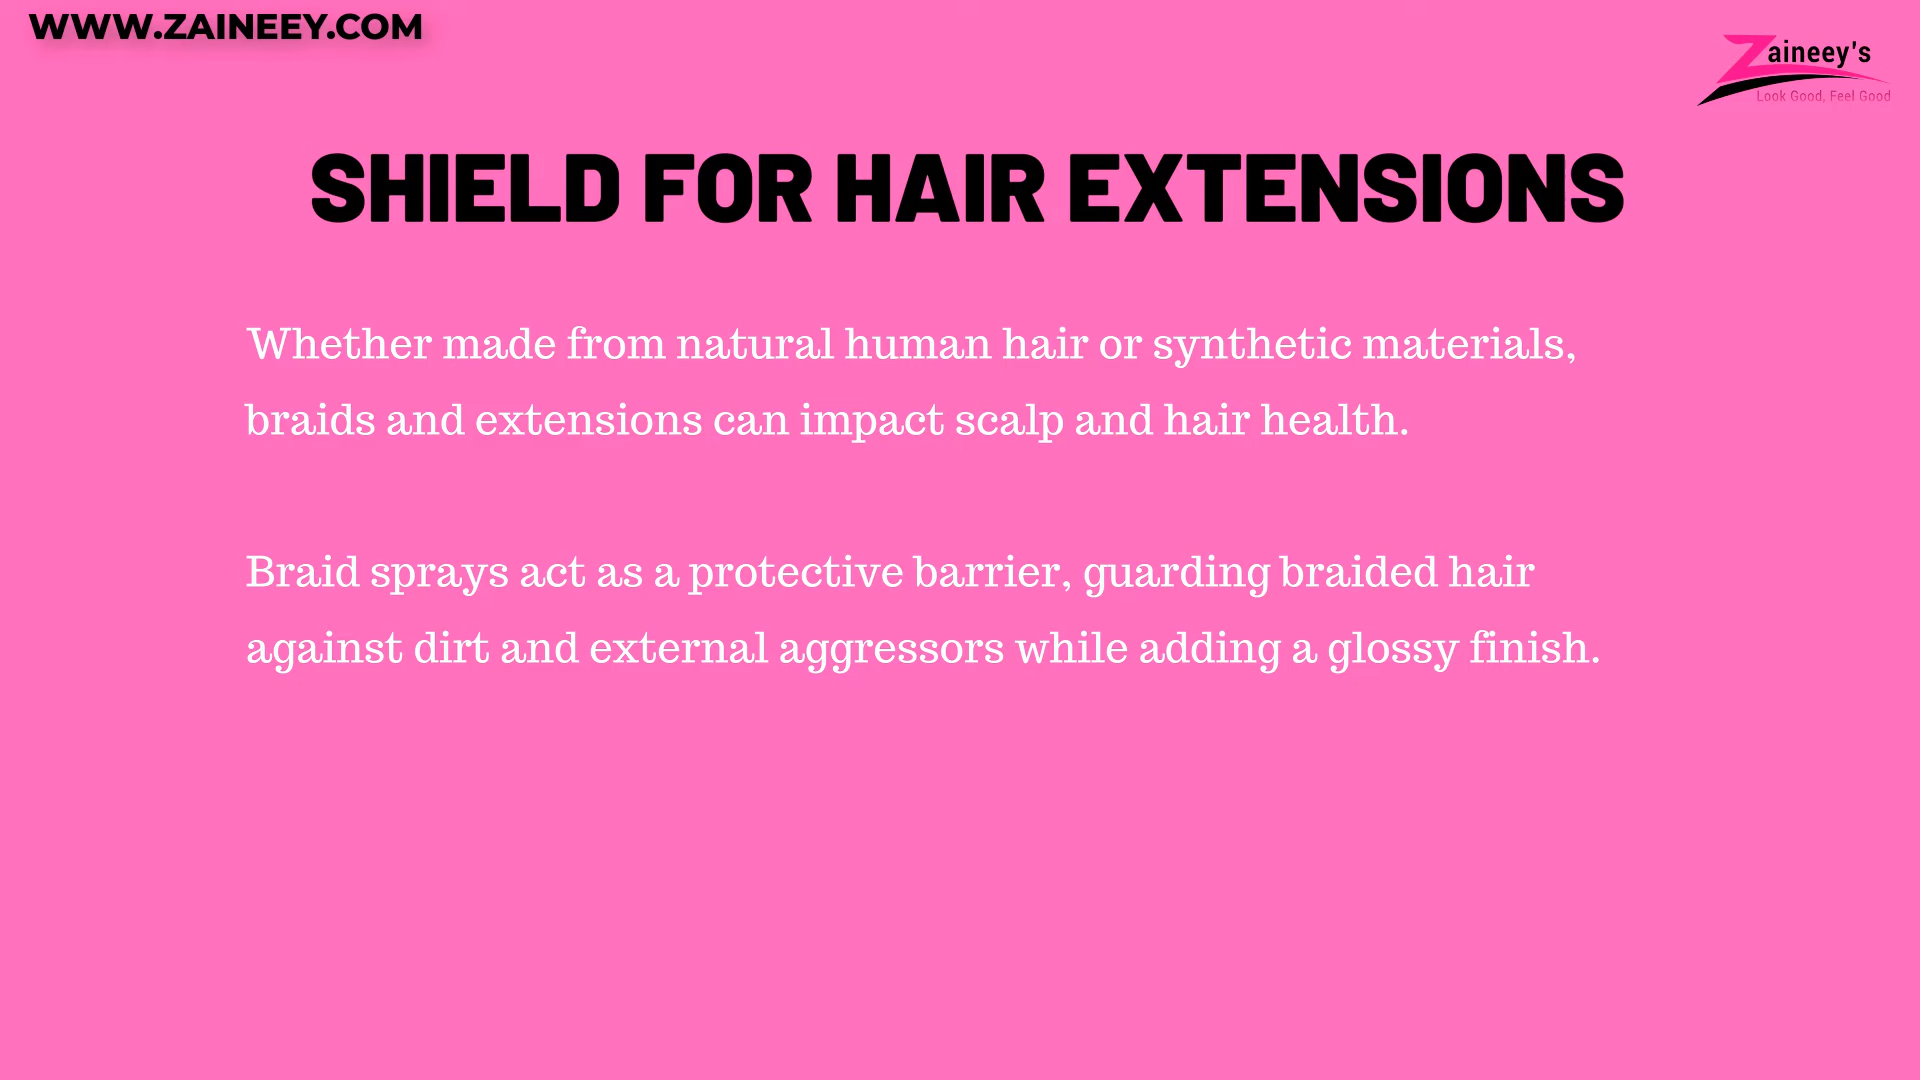 WWW.ZAINEEY.COM
Zaineey's
Look Good, Feel Good
SHIELD FOR HAIR EXTENSIONS
Whether made from natural human hair or synthetic materials,
braids and extensions can impact scalp and hair health.
Braid sprays act as a protective barrier, guarding braided hair
against dirt and external aggressors while adding a glossy finish.